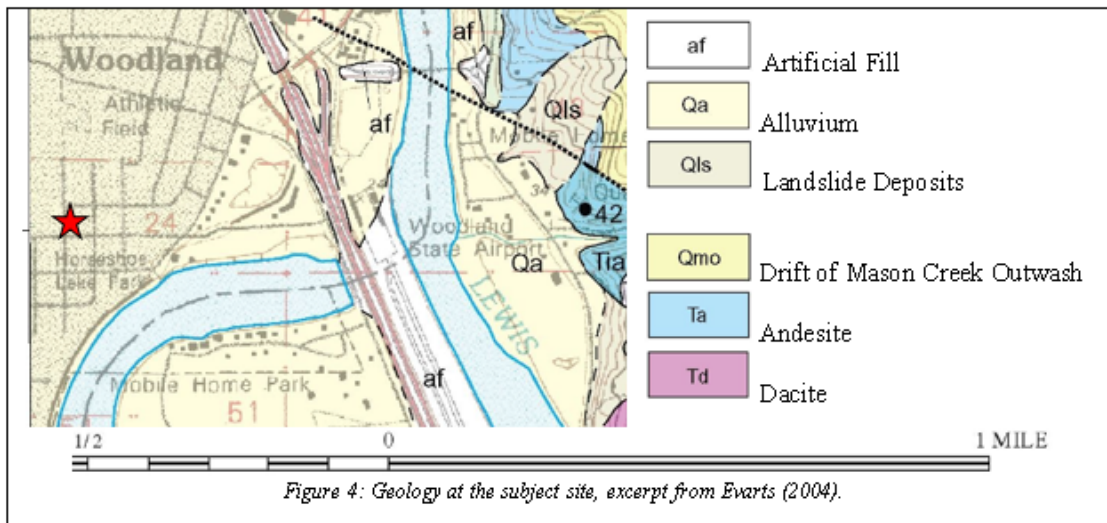 af
Woodland
Athletic
Field
af
Qls
Mobile Home
24
Horseshoe
Lake Park
34
Woodland
State Airport
42
Qa
Tia
LEWIS
Mobile Home Park
51
af
af
Artificial Fill
Qa
Alluvium
Qls
Landslide Deposits
Qmo
Drift of Mason Creek Outwash
Ta
Andesite
Td
Dacite
1/2
0
1 MILE
Figure 4: Geology at the subject site, excerpt from Evarts (2004).